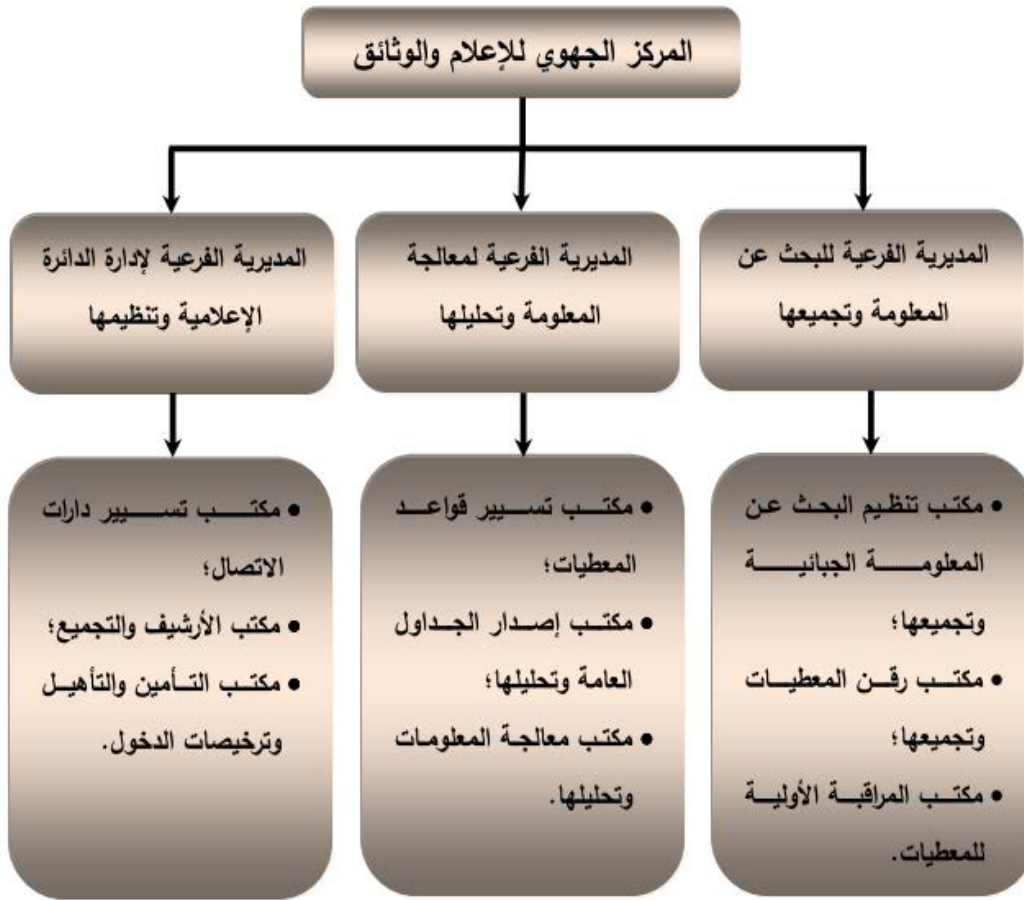 المركز الجهوي للإعلام والوثائق
المديرية الفرعية للبحث عن
المعلومة وتجميعها
المديرية الفرعية لمعالجة
المعلومة وتحليلها
المديرية الفرعية لإدارة الدائرة
الإعلامية وتنظيمها
• مكتب تنظيم البحث عن
المعلومة الجبائية
وتجميعها؛
• مكتب رقن المعطيات
وتجميعها؛
• مكتب المراقبة الأولية
للمعطيات.
• مكتب تسيير قواعد
المعطيات؛
• مكتب إصدار الجداول
العامة وتحليلها؛
• مكتب معالجة المعلومات
وتحليلها.
• مكتب تسيير دارات
الاتصال؛
• مكتب الأرشيف والتجميع؛
• مكتب التأمين والتأهيل
وترخيصات الدخول.